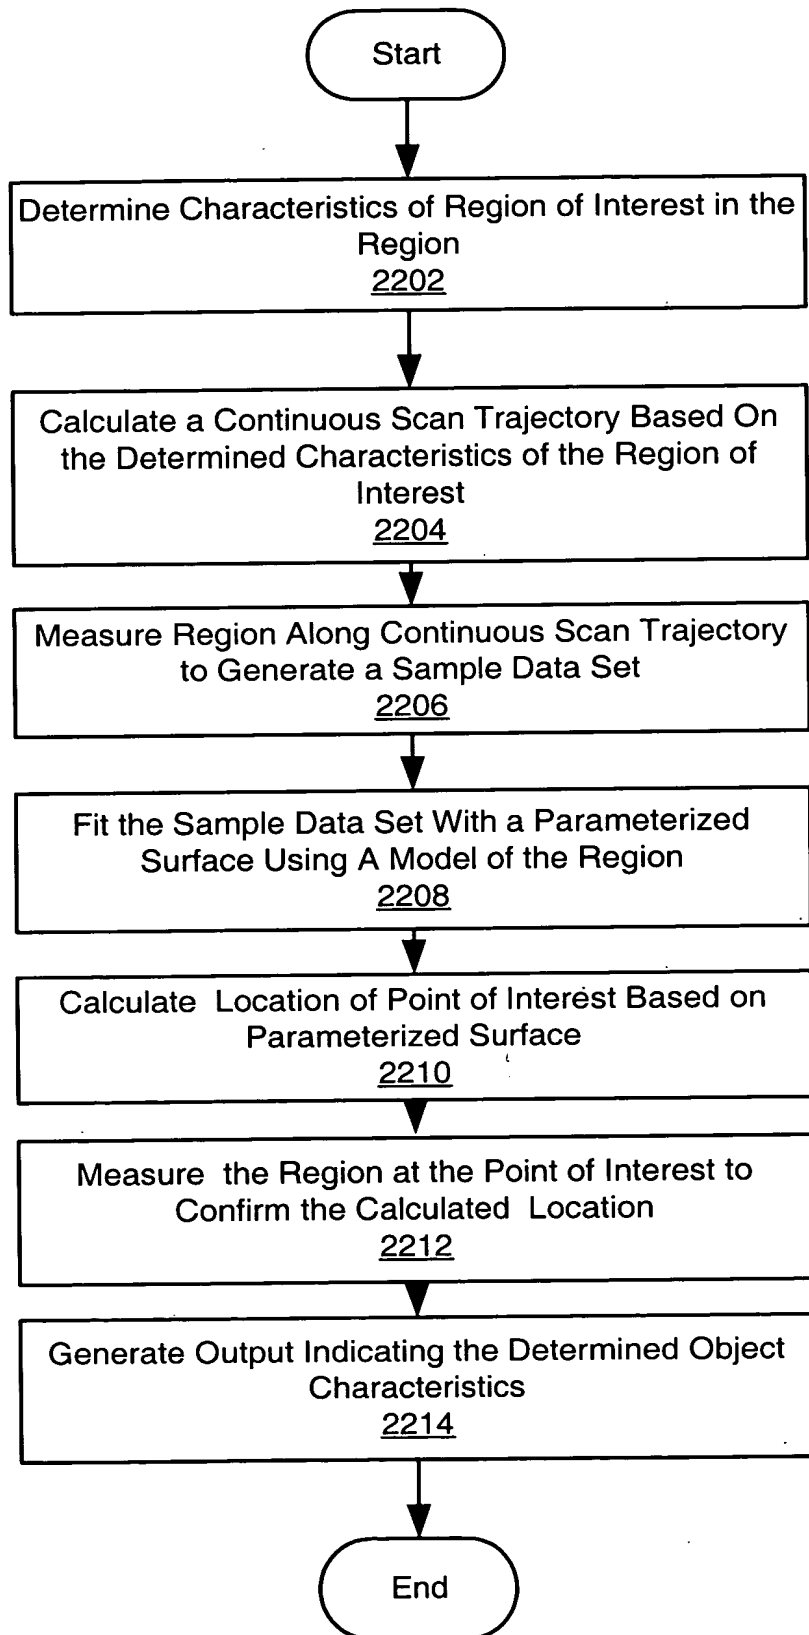 Start
Determine Characteristics of Region of Interest in the
Region
2202
Calculate a Continuous Scan Trajectory Based On
the Determined Characteristics of the Region of
Interest
2204
Measure Region Along Continuous Scan Trajectory
to Generate a Sample Data Set
2206
Fit the Sample Data Set With a Parameterized
Surface Using A Model of the Region
2208
Calculate Location of Point of Interest Based on
Parameterized Surface
2210
Measure the Region at the Point of Interest to
Confirm the Calculated Location
2212
Generate Output Indicating the Determined Object
Characteristics
2214
End